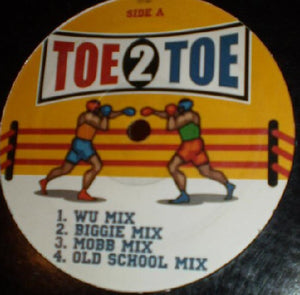 SIDE A
TOE 2 TOE
1. WU MIX
2. BIGGIE MIX
3. MOBB MIX
4. OLD SCHOOL MIX